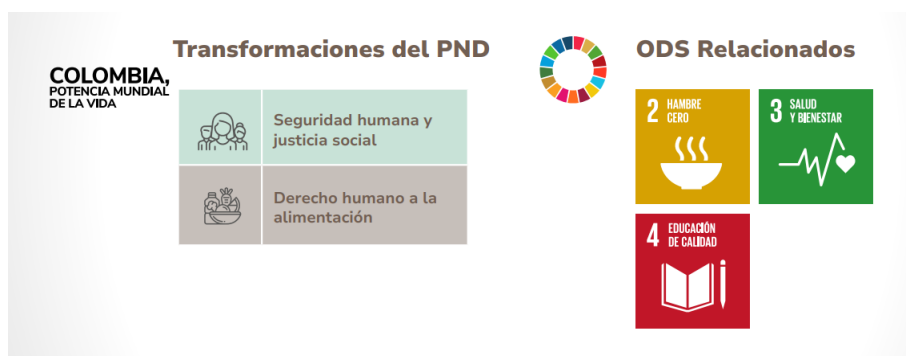 Transformaciones del PND
ODS Relacionados
COLOMBIA,
POTENCIA MUNDIAL
DE LA VIDA
Seguridad humana y
justicia social
Derecho humano a la
alimentación
2 HAMBRE
CERO
3 SALUD
Y BIENESTAR
4 EDUCACIÓN
DE CALIDAD